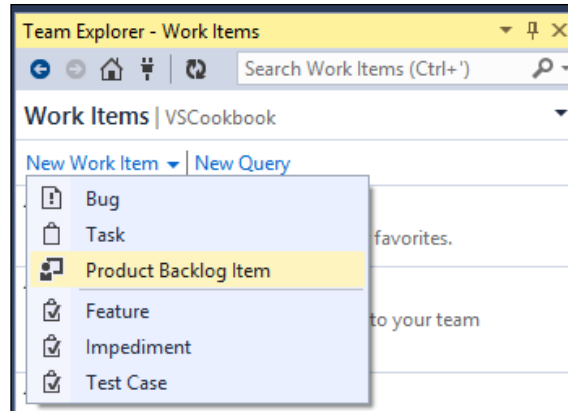 Team Explorer - Work Items
Search Work Items (Ctrl+')
Work Items | VSCookbook
New Work Item | New Query
Bug
Task
favorites.
Product Backlog Item
Feature
to your team
Impediment
Test Case